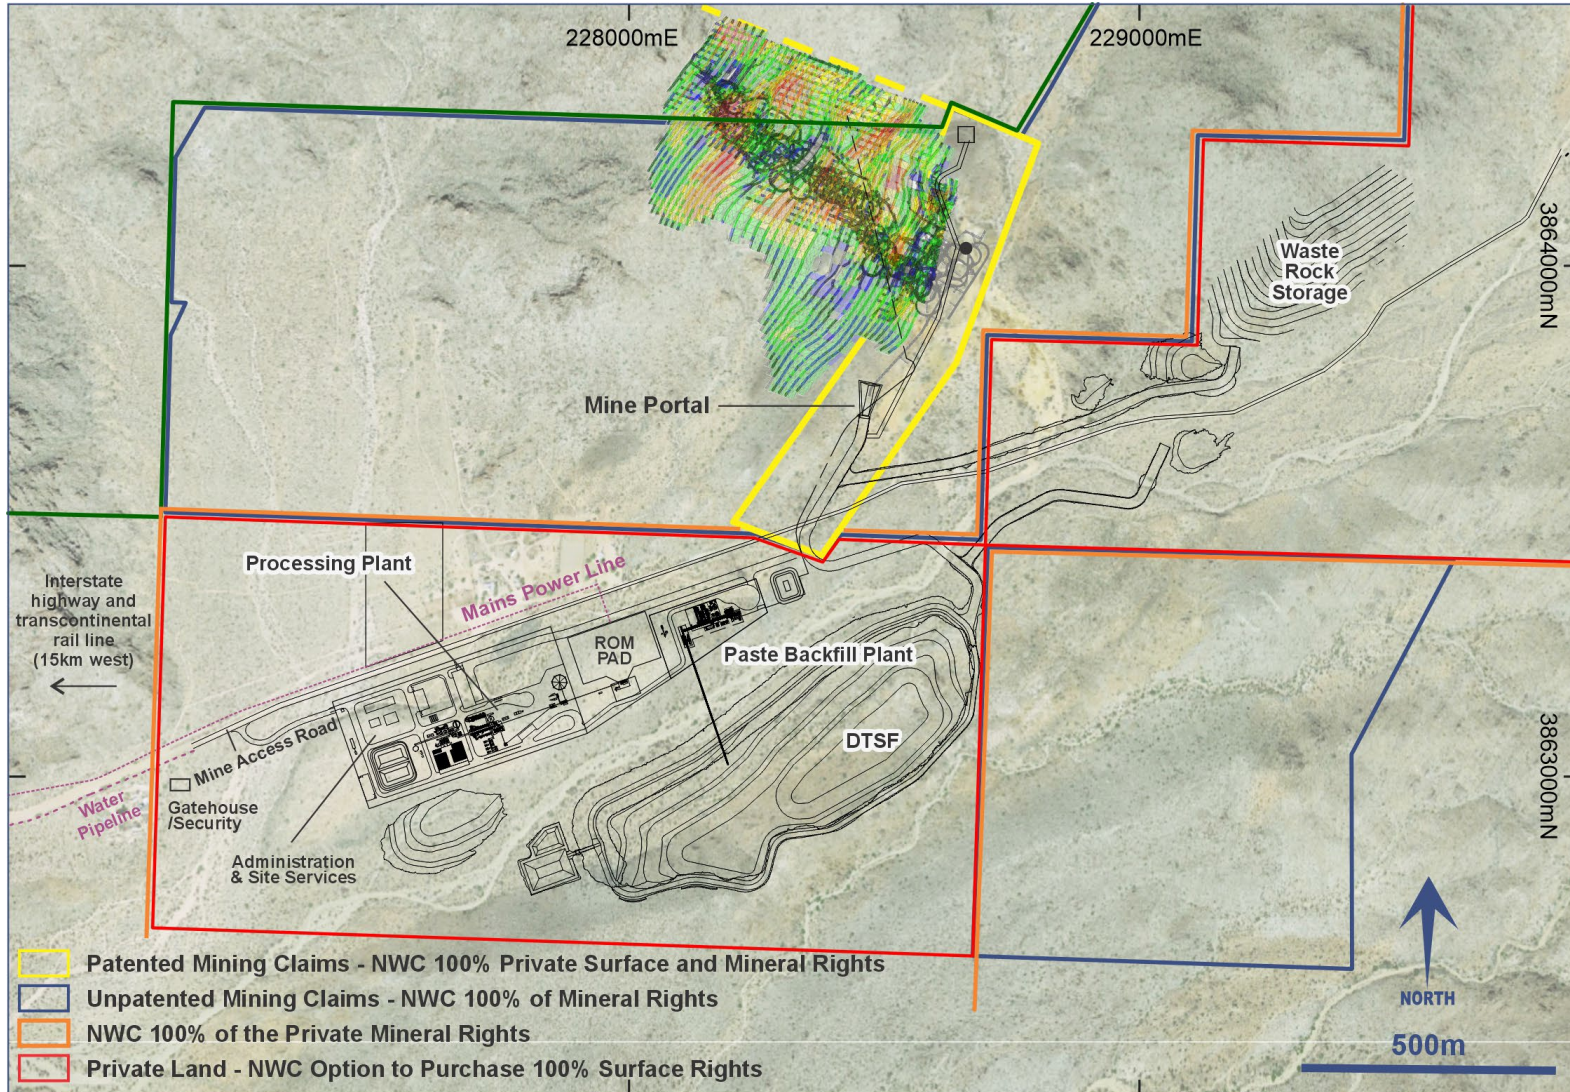 228000mE
229000mE
3864000mN
Waste
Rock
Storage
Mine Portal
Processing Plant
Mains Power Line
Interstate
highway and
transcontinental
rail line
(15km west)
ROM
PAD
Paste Backfill Plant
DTSF
3863000mN
Mine Access Road
Water
Pipeline
Gatehouse
/Security
Administration
& Site Services
Patented Mining Claims - NWC 100% Private Surface and Mineral Rights
Unpatented Mining Claims - NWC 100% of Mineral Rights
NWC 100% of the Private Mineral Rights
Private Land - NWC Option to Purchase 100% Surface Rights
NORTH
500m